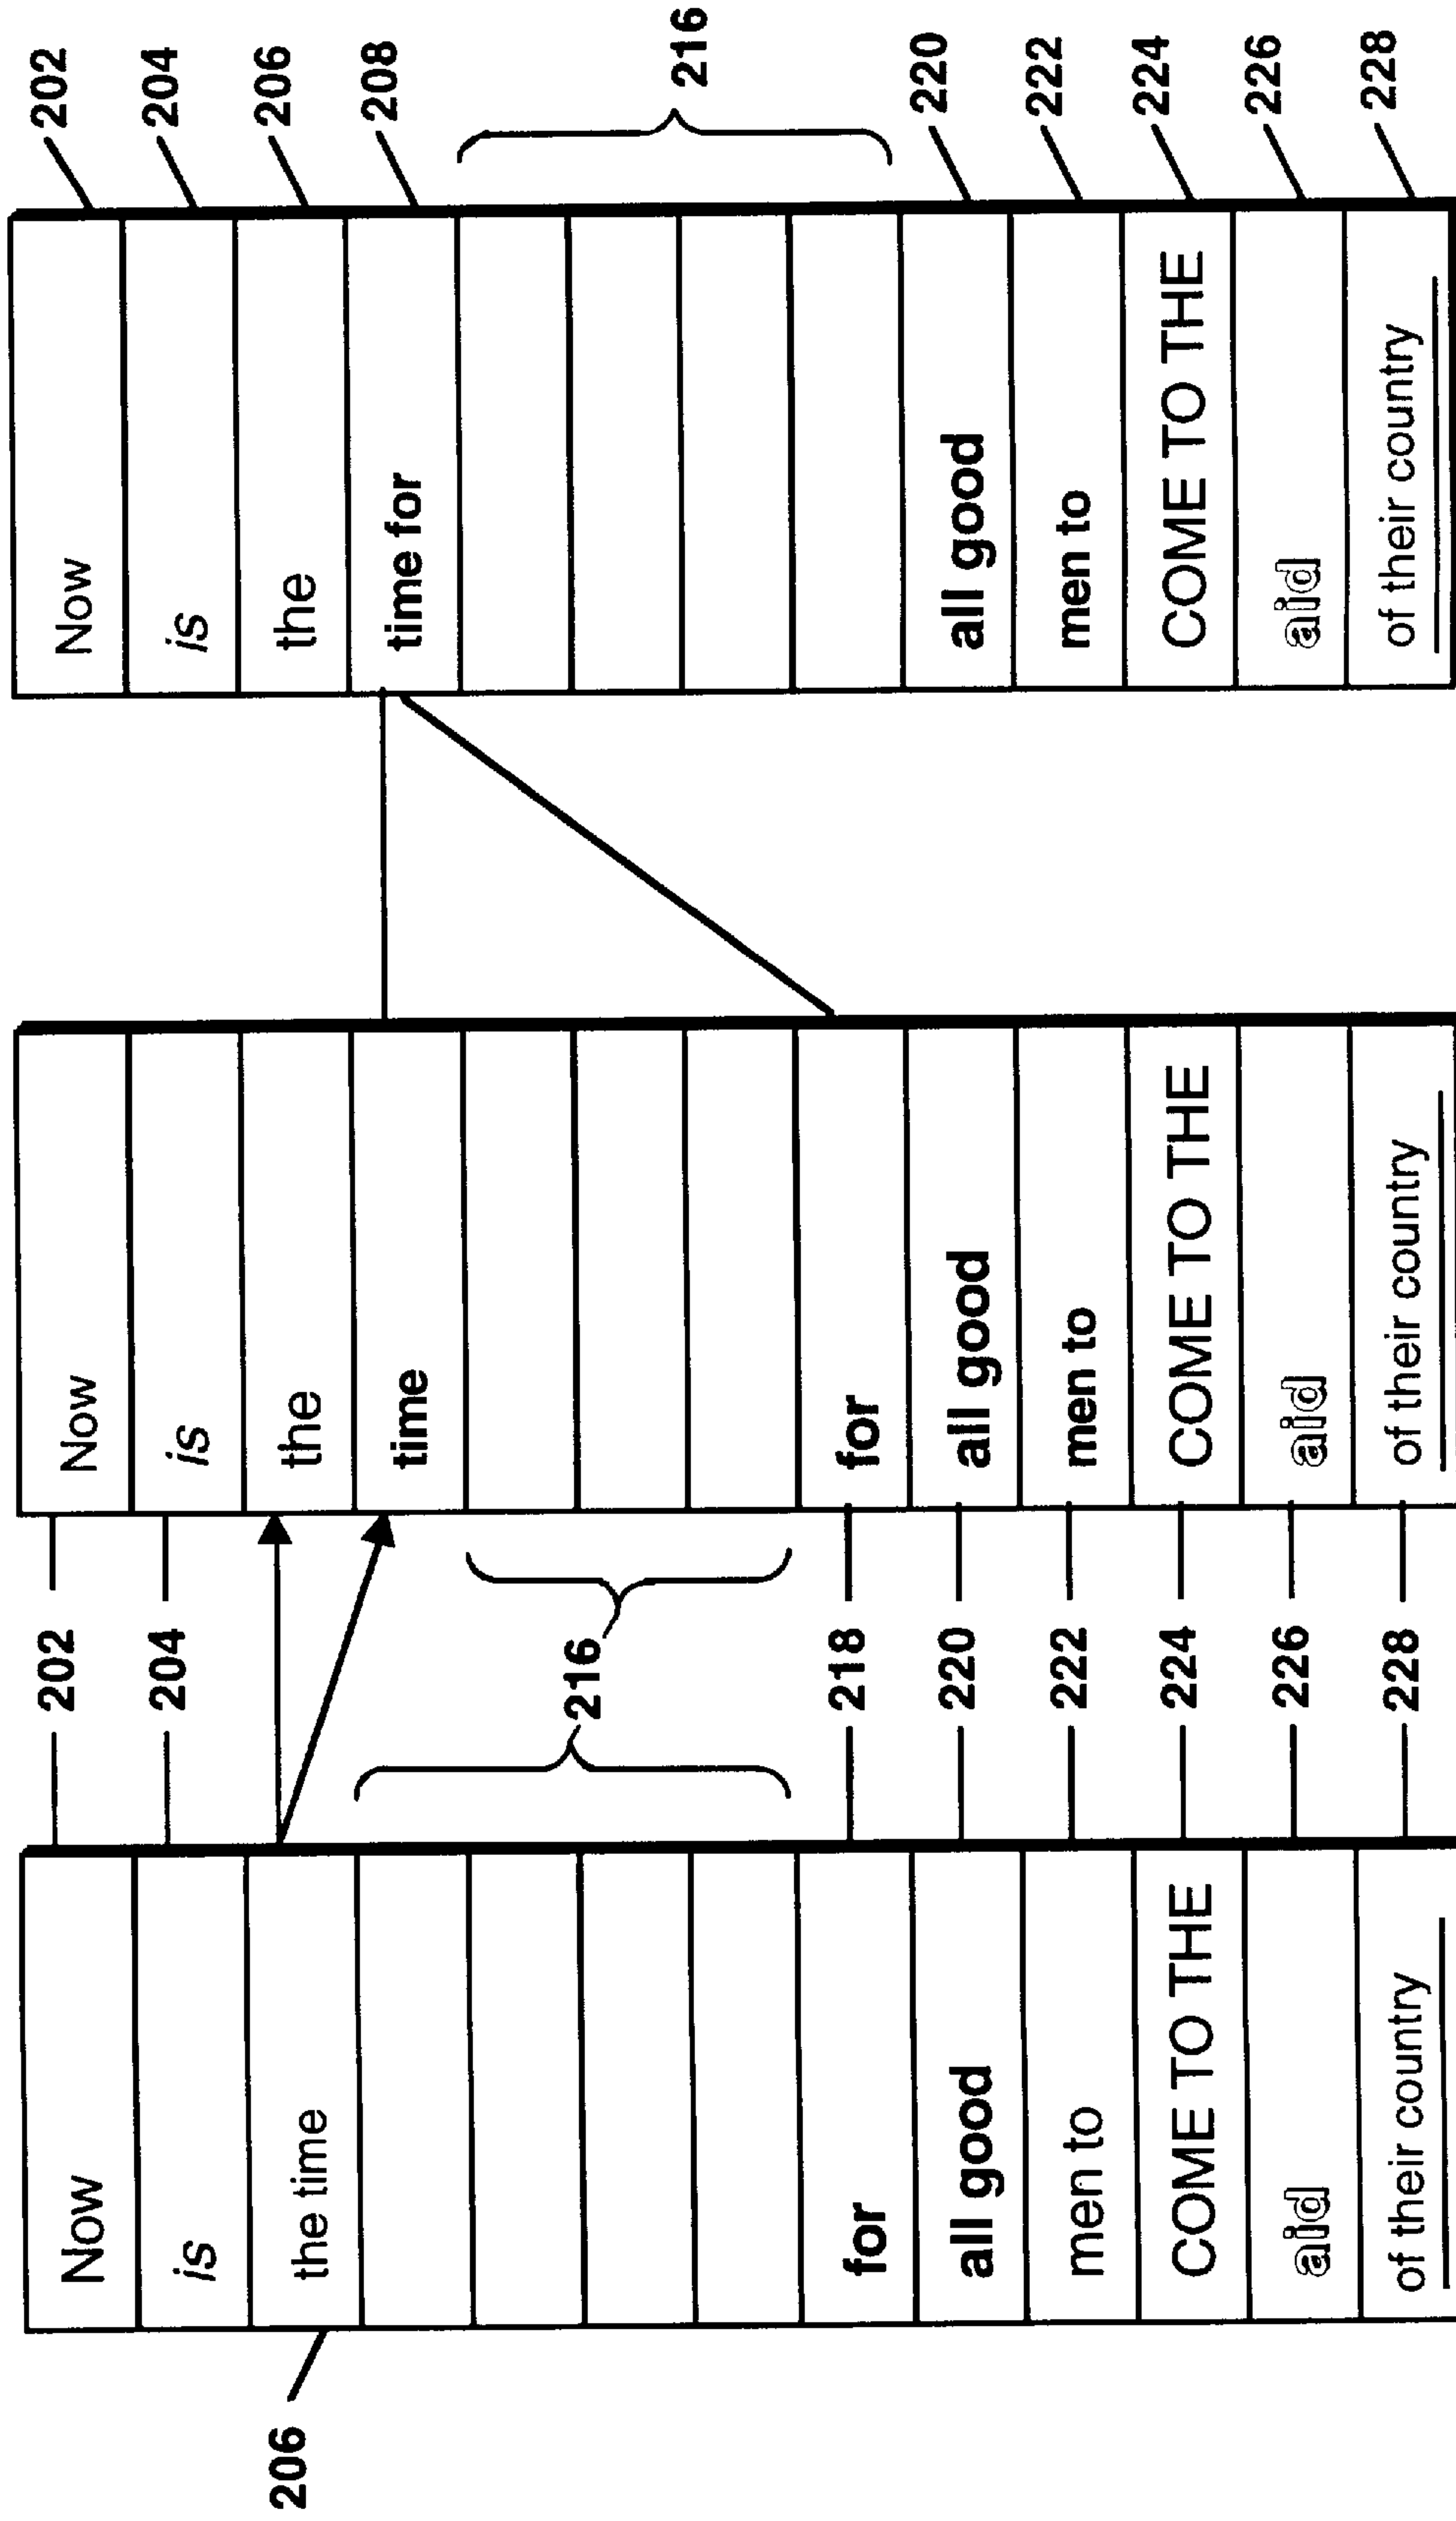 206
Now
is
the time
for
all good
men to
COME TO THE
aid
of their country
202
204
216
218
220
222
224
226
228
Now
is
the
time
for
all good
men to
COME TO THE
aid
of their country
Now
is
the
time for
all good
men to
COME TO THE
aid
of their country
202
204
206
208
216
220
222
224
226
228